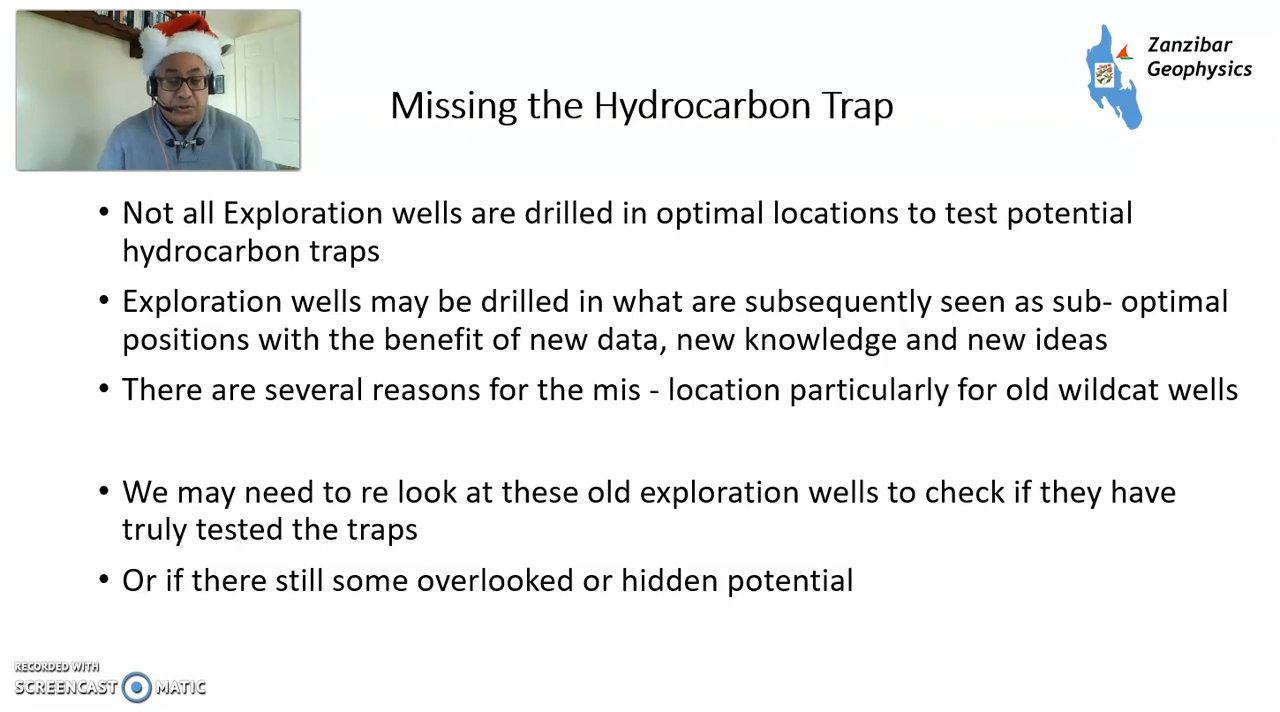 Zanzibar
Geophysics
Missing the Hydrocarbon Trap
• Not all Exploration wells are drilled in optimal locations to test potential
hydrocarbon traps
• Exploration wells may be drilled in what are subsequently seen as sub- optimal
positions with the benefit of new data, new knowledge and new ideas
• There are several reasons for the mis - location particularly for old wildcat wells
• We may need to re look at these old exploration wells to check if they have
truly tested the traps
• Or if there still some overlooked or hidden potential
RECORDED WITH
SCREENCAST MATIC